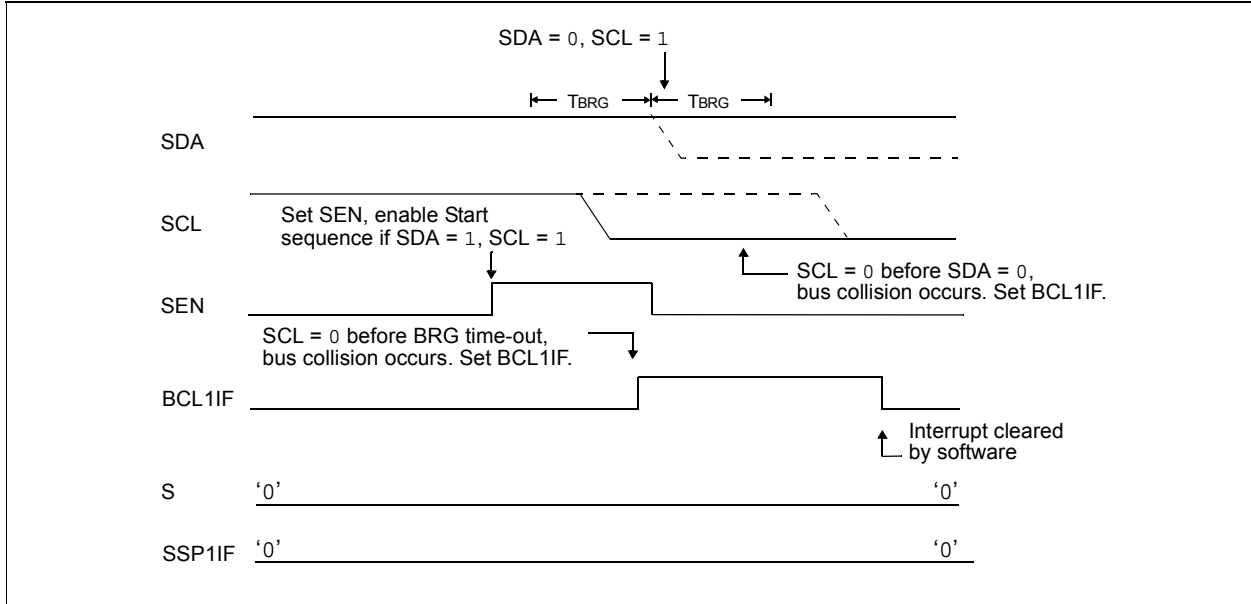 SDA = 0, SCL = 1
TBRG TBRG
SDA
SCL
Set SEN, enable Start
sequence if SDA = 1, SCL = 1
SCL = 0 before SDA = 0,
bus collision occurs. Set BCL1IF.
SEN
SCL = 0 before BRG time-out,
bus collision occurs. Set BCL1IF.
BCL1IF
Interrupt cleared
by software
S ‘0’ ‘0’
SSP1IF ‘0’ ‘0’